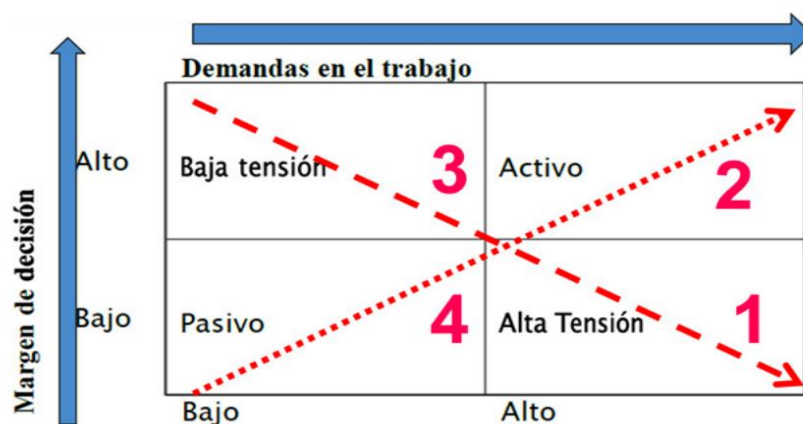 Demandas en el trabajo
Margen de decisión
Alto
Baja tensión
3
Activo
2
Bajo
Pasivo
4
Alta Tensión
1
Bajo
Alto